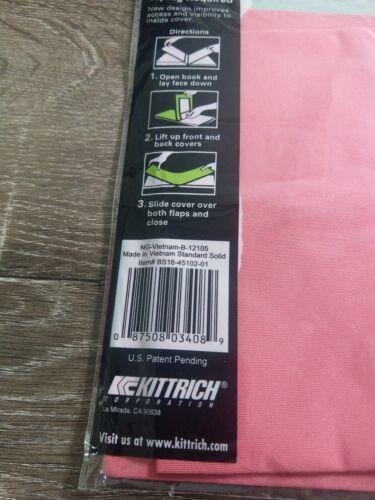 Required
New design improves
access and visibility to
inside cover.
Directions
1. Open book and
lay face down
2. Lift up front and
back covers
3. Slide cover over
both flaps and
close
NG-Vietnam-B-12105
Made in Vietnam Standard Solid
Item# BS16-45102-01
0 87508 03408 9
U.S. Patent Pending
KITTRICH®
CORPORATION
La Mirada, CA 90638
Visit us at www.kittrich.com